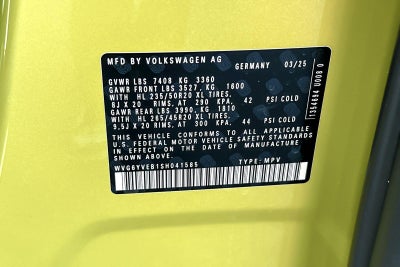 MFD BY VOLKSWAGEN AG GERMANY 03/25
GVWR LBS 7408 KG 3360
GAWR FRONT LBS 3527, KG 1600
WITH HL 235/50R20 XL TIRES,
8J X 20 RIMS, AT 290 KPA, 42 PSI COLD
GAWR REAR LBS 3990, KG 1810
WITH HL 265/45R20 XL TIRES,
9.5J X 20 RIMS, AT 300 KPA, 44 PSI COLD
THIS VEHICLE CONFORMS TO ALL APPLICABLE
U.S. FEDERAL MOTOR VEHICLE SAFETY STANDARDS
IN EFFECT ON THE DATE OF MANUFACTURE
SHOWN ABOVE.
WVG6YVEB1SH041585 TYPE: MPV
1354694 U008 0